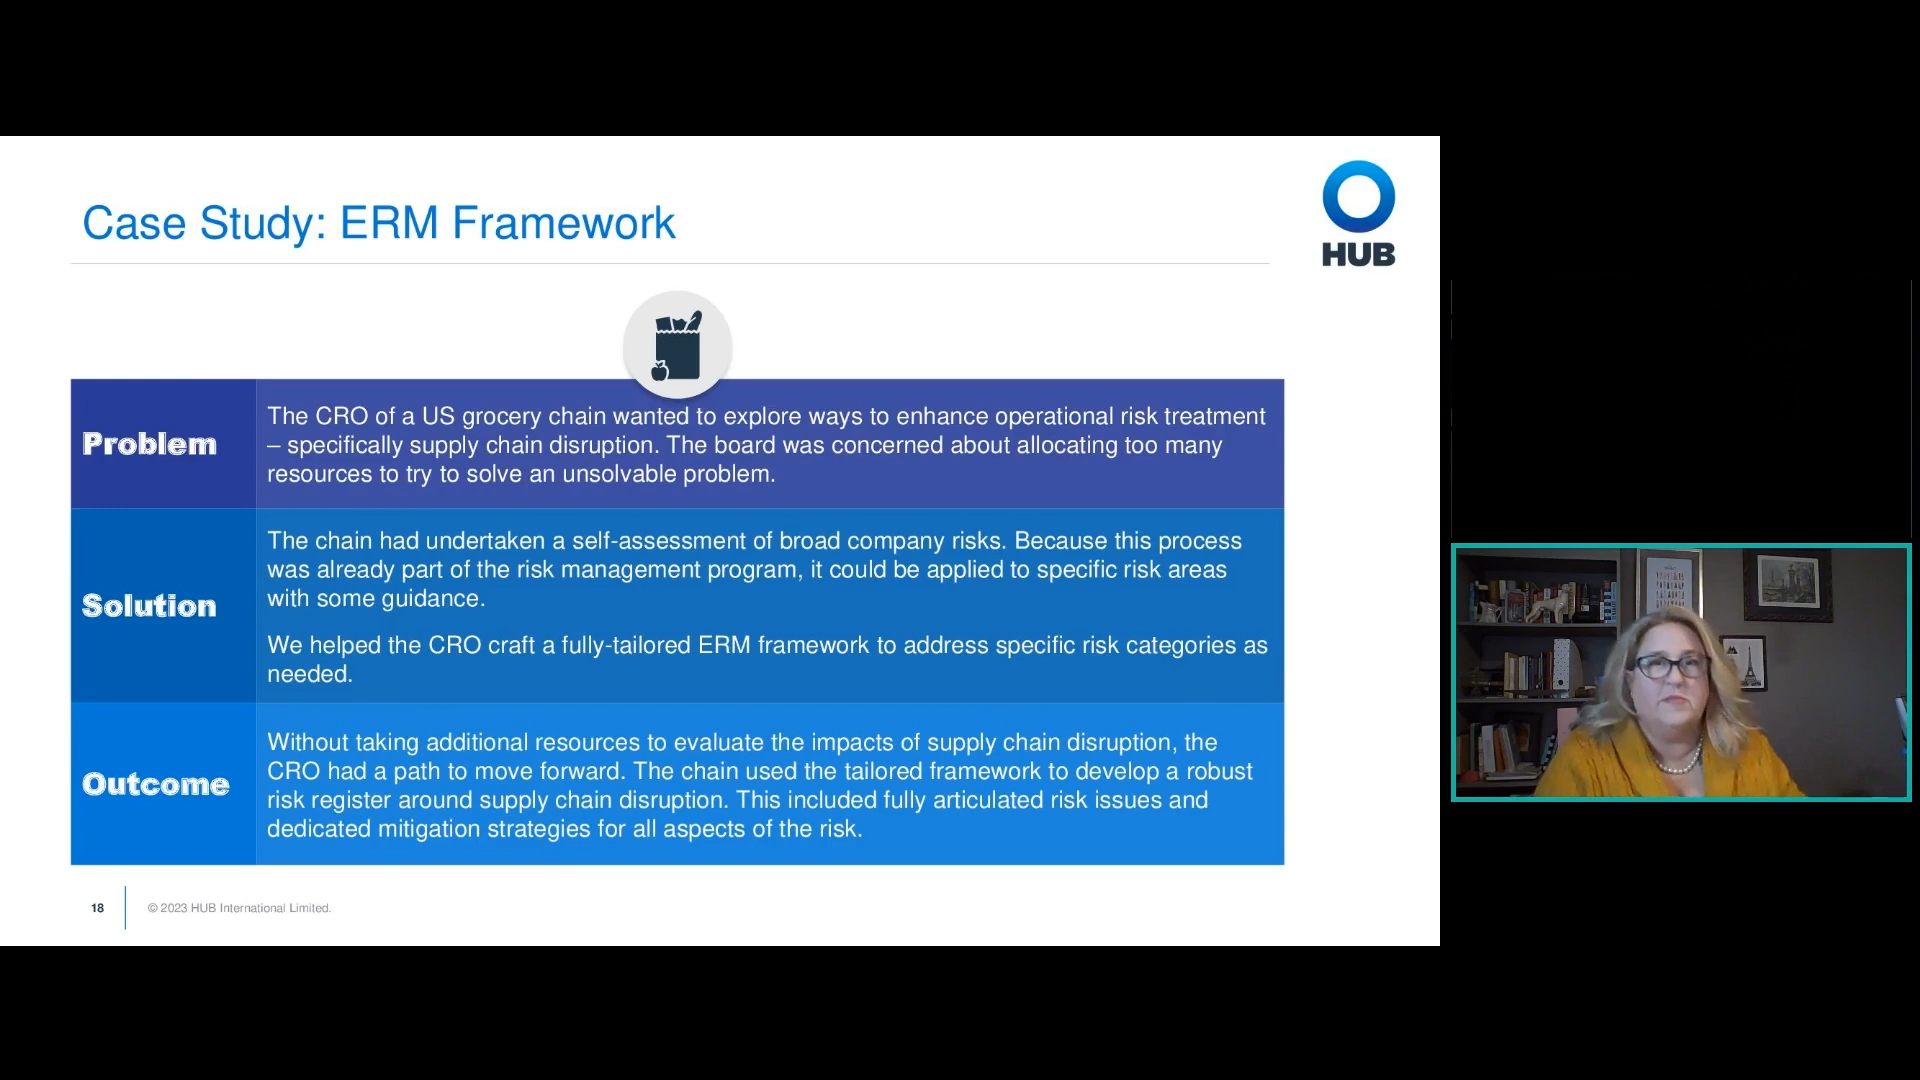 Case Study: ERM Framework
HUB
Problem
The CRO of a US grocery chain wanted to explore ways to enhance operational risk treatment
– specifically supply chain disruption. The board was concerned about allocating too many
resources to try to solve an unsolvable problem.
Solution
The chain had undertaken a self-assessment of broad company risks. Because this process
was already part of the risk management program, it could be applied to specific risk areas
with some guidance.
We helped the CRO craft a fully-tailored ERM framework to address specific risk categories as
needed.
Outcome
Without taking additional resources to evaluate the impacts of supply chain disruption, the
CRO had a path to move forward. The chain used the tailored framework to develop a robust
risk register around supply chain disruption. This included fully articulated risk issues and
dedicated mitigation strategies for all aspects of the risk.
18
© 2023 HUB International Limited.